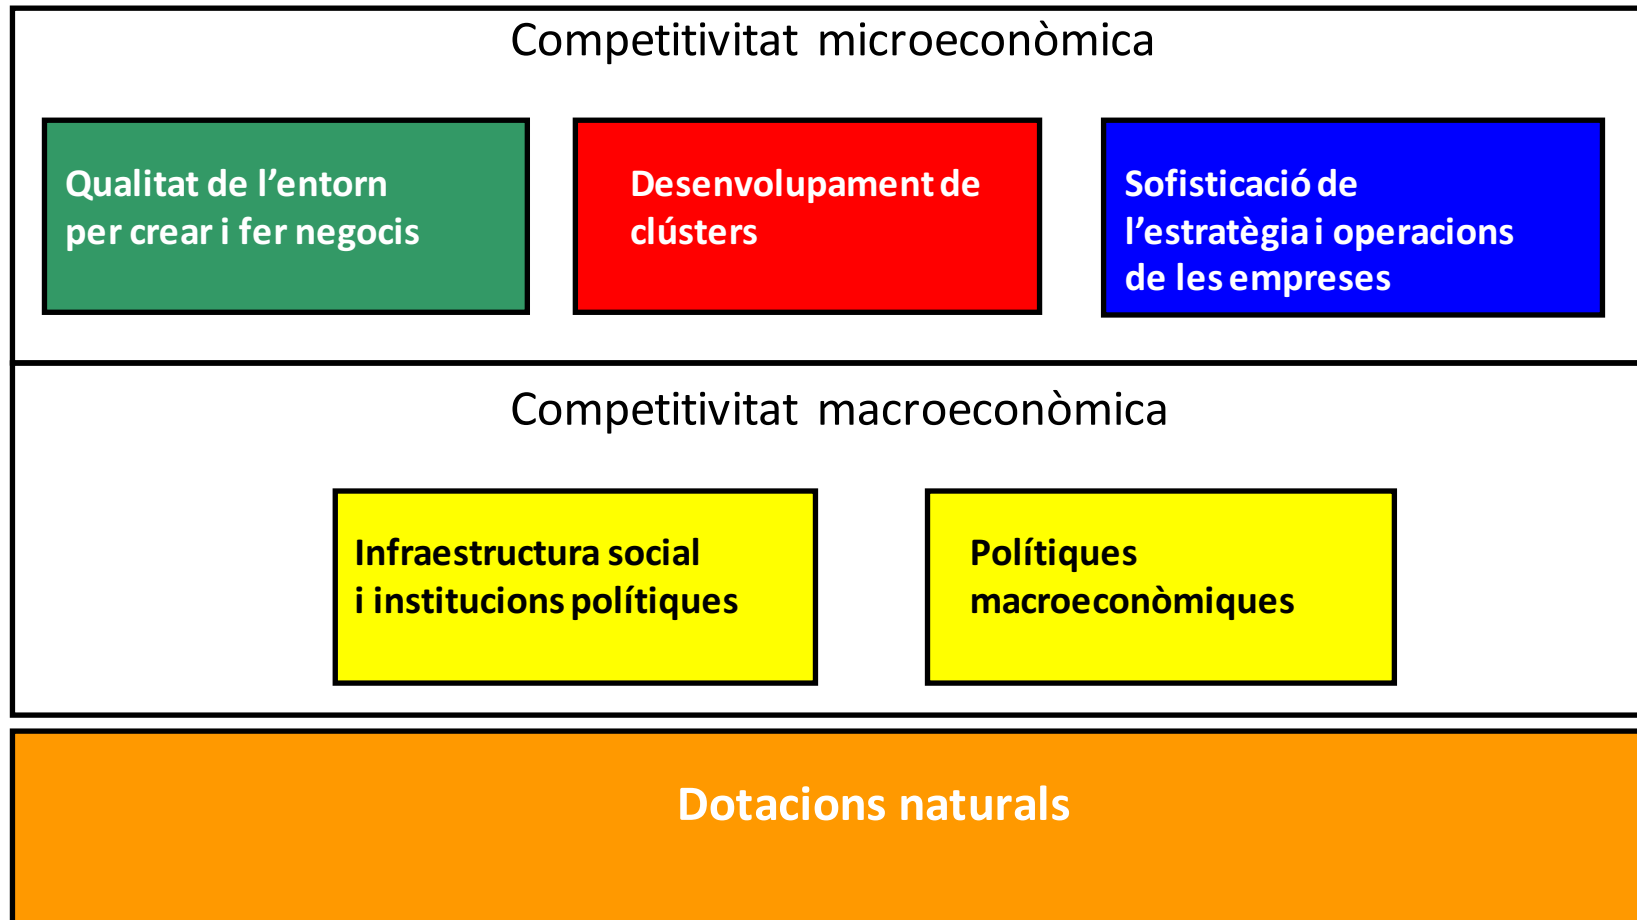 Competitivitat microeconòmica
Qualitat de l’entorn
per crear i fer negocis
Desenvolupament de
clústers
Sofisticació de
l’estratègia i operacions
de les empreses
Competitivitat macroeconòmica
Infraestructura social
i institucions polítiques
Polítiques
macroeconòmiques
Dotacions naturals